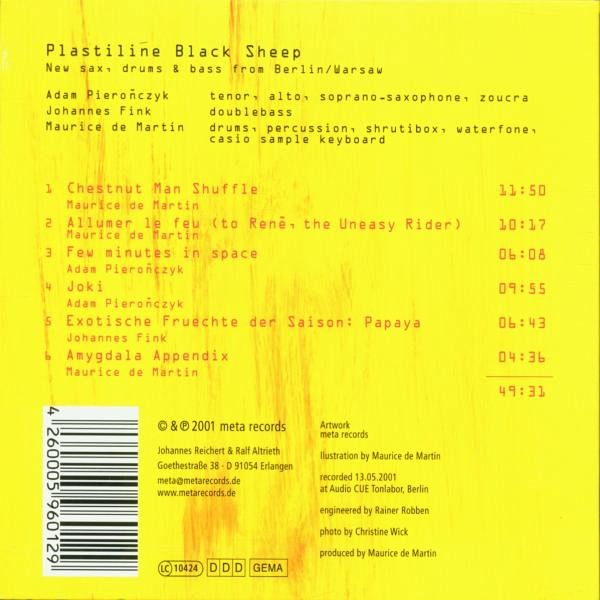 Plastiliñe Black Sheep
New sax, drums & bass from Berlin/Warsaw
Adam Pieroñczyk tenor, alto, soprano-saxophone, zoucra
Johannes Fink doublebass
Maurice de Martin drums, percussion, shrutibox, waterfone,
casio sample keyboard
1 Chestnut Man Shuffle 11:50
Maurice de Martin
2 Allumer le feu (to Renē, the Uneasy Rider) 10:17
Maurice de Martin
3 Few minutes in space 06:08
Adam Pieroñczyk
4 Joki 09:55
Adam Pieroñczyk
5 Exotische Fruechte der Saison: Papaya 06:43
Johannes Fink
6 Amygdala Appendix 04:36
Maurice de Martin
49:31
© & ℗ 2001 meta records
Johannes Reichert & Ralf Altrieth
Goethestraße 38 - D 91054 Erlangen
meta@metarecords.de
www.metarecords.de
LC 10424 DDD GEMA
Artwork
meta records
Ilustration by Maurice de Martin
recorded 13.05.2001
at Audio CUE Tonlabor, Berlin
engineered by Rainer Robben
photo by Christine Wick
produced by Maurice de Martin
4 260005 960129